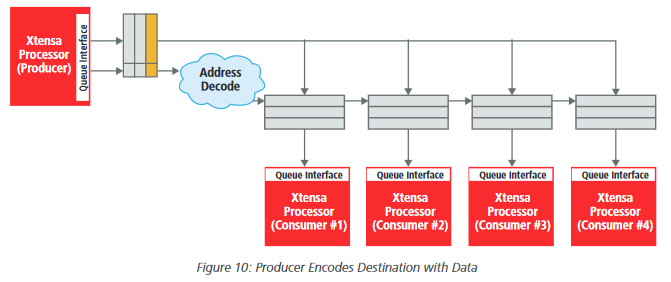 Xtensa
Processor
(Producer)
Queue Interface
Address
Decode
Queue Interface
Xtensa
Processor
(Consumer #1)
Queue Interface
Xtensa
Processor
(Consumer #2)
Queue Interface
Xtensa
Processor
(Consumer #3)
Queue Interface
Xtensa
Processor
(Consumer #4)
Figure 10: Producer Encodes Destination with Data